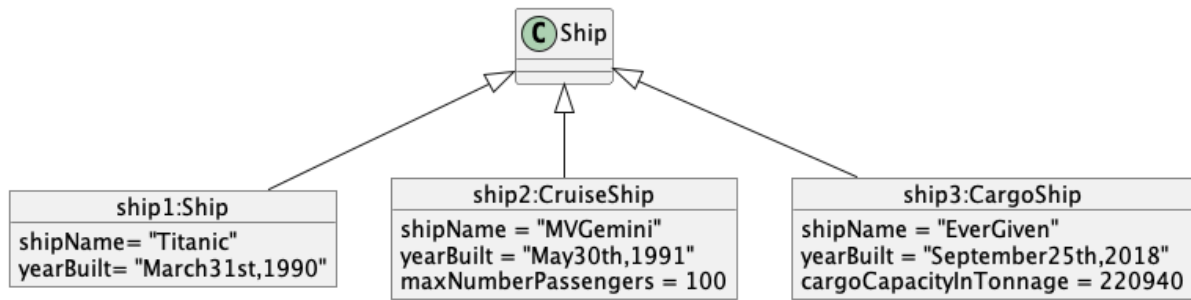 C Ship
ship1:Ship
shipName= "Titanic"
yearBuilt= "March31st,1990"
ship2:CruiseShip
shipName = "MVGemini"
yearBuilt = "May30th,1991"
maxNumberPassengers = 100
ship3:CargoShip
shipName = "EverGiven"
yearBuilt = "September25th,2018"
cargoCapacityInTonnage = 220940